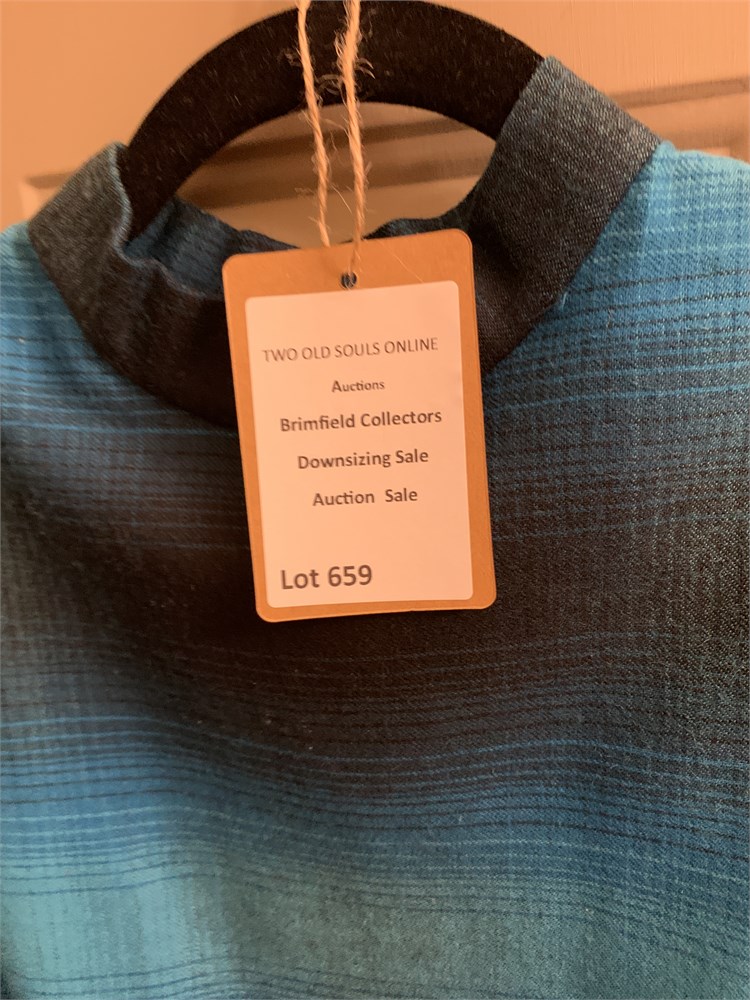 TWO OLD SOULS ONLINE
Auctions
Brimfield Collectors
Downsizing Sale
Auction Sale
Lot 659